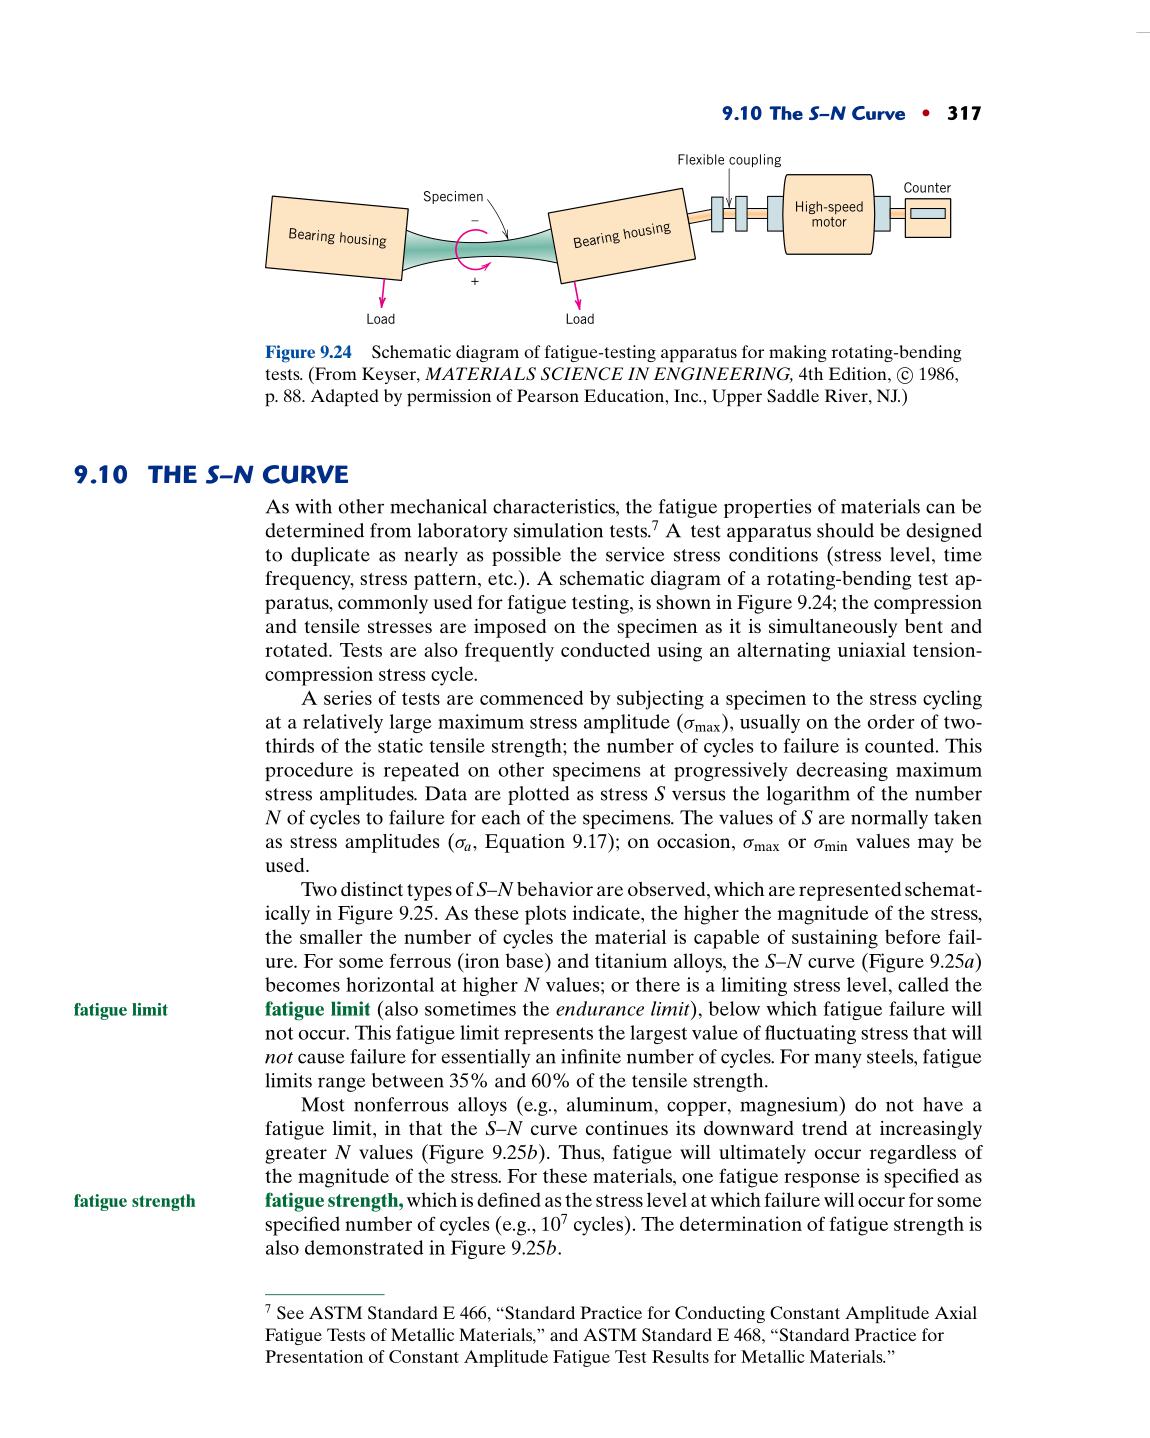 9.10 The S–N Curve • 317
Flexible coupling
Counter
Specimen
High-speed
motor
–
Bearing housing
Bearing housing
+
Load
Load
Figure 9.24 Schematic diagram of fatigue-testing apparatus for making rotating-bending
tests. (From Keyser, MATERIALS SCIENCE IN ENGINEERING, 4th Edition, © 1986,
p. 88. Adapted by permission of Pearson Education, Inc., Upper Saddle River, NJ.)
9.10 THE S–N CURVE
As with other mechanical characteristics, the fatigue properties of materials can be
determined from laboratory simulation tests.⁷ A test apparatus should be designed
to duplicate as nearly as possible the service stress conditions (stress level, time
frequency, stress pattern, etc.). A schematic diagram of a rotating-bending test ap-
paratus, commonly used for fatigue testing, is shown in Figure 9.24; the compression
and tensile stresses are imposed on the specimen as it is simultaneously bent and
rotated. Tests are also frequently conducted using an alternating uniaxial tension-
compression stress cycle.
A series of tests are commenced by subjecting a specimen to the stress cycling
at a relatively large maximum stress amplitude (σmax), usually on the order of two-
thirds of the static tensile strength; the number of cycles to failure is counted. This
procedure is repeated on other specimens at progressively decreasing maximum
stress amplitudes. Data are plotted as stress S versus the logarithm of the number
N of cycles to failure for each of the specimens. The values of S are normally taken
as stress amplitudes (σa, Equation 9.17); on occasion, σmax or σmin values may be
used.
Two distinct types of S–N behavior are observed, which are represented schemat-
ically in Figure 9.25. As these plots indicate, the higher the magnitude of the stress,
the smaller the number of cycles the material is capable of sustaining before fail-
ure. For some ferrous (iron base) and titanium alloys, the S–N curve (Figure 9.25a)
becomes horizontal at higher N values; or there is a limiting stress level, called the
fatigue limit
fatigue limit (also sometimes the endurance limit), below which fatigue failure will
not occur. This fatigue limit represents the largest value of fluctuating stress that will
not cause failure for essentially an infinite number of cycles. For many steels, fatigue
limits range between 35% and 60% of the tensile strength.
Most nonferrous alloys (e.g., aluminum, copper, magnesium) do not have a
fatigue limit, in that the S–N curve continues its downward trend at increasingly
greater N values (Figure 9.25b). Thus, fatigue will ultimately occur regardless of
the magnitude of the stress. For these materials, one fatigue response is specified as
fatigue strength
fatigue strength, which is defined as the stress level at which failure will occur for some
specified number of cycles (e.g., 10⁷ cycles). The determination of fatigue strength is
also demonstrated in Figure 9.25b.
⁷ See ASTM Standard E 466, “Standard Practice for Conducting Constant Amplitude Axial
Fatigue Tests of Metallic Materials,” and ASTM Standard E 468, “Standard Practice for
Presentation of Constant Amplitude Fatigue Test Results for Metallic Materials.”